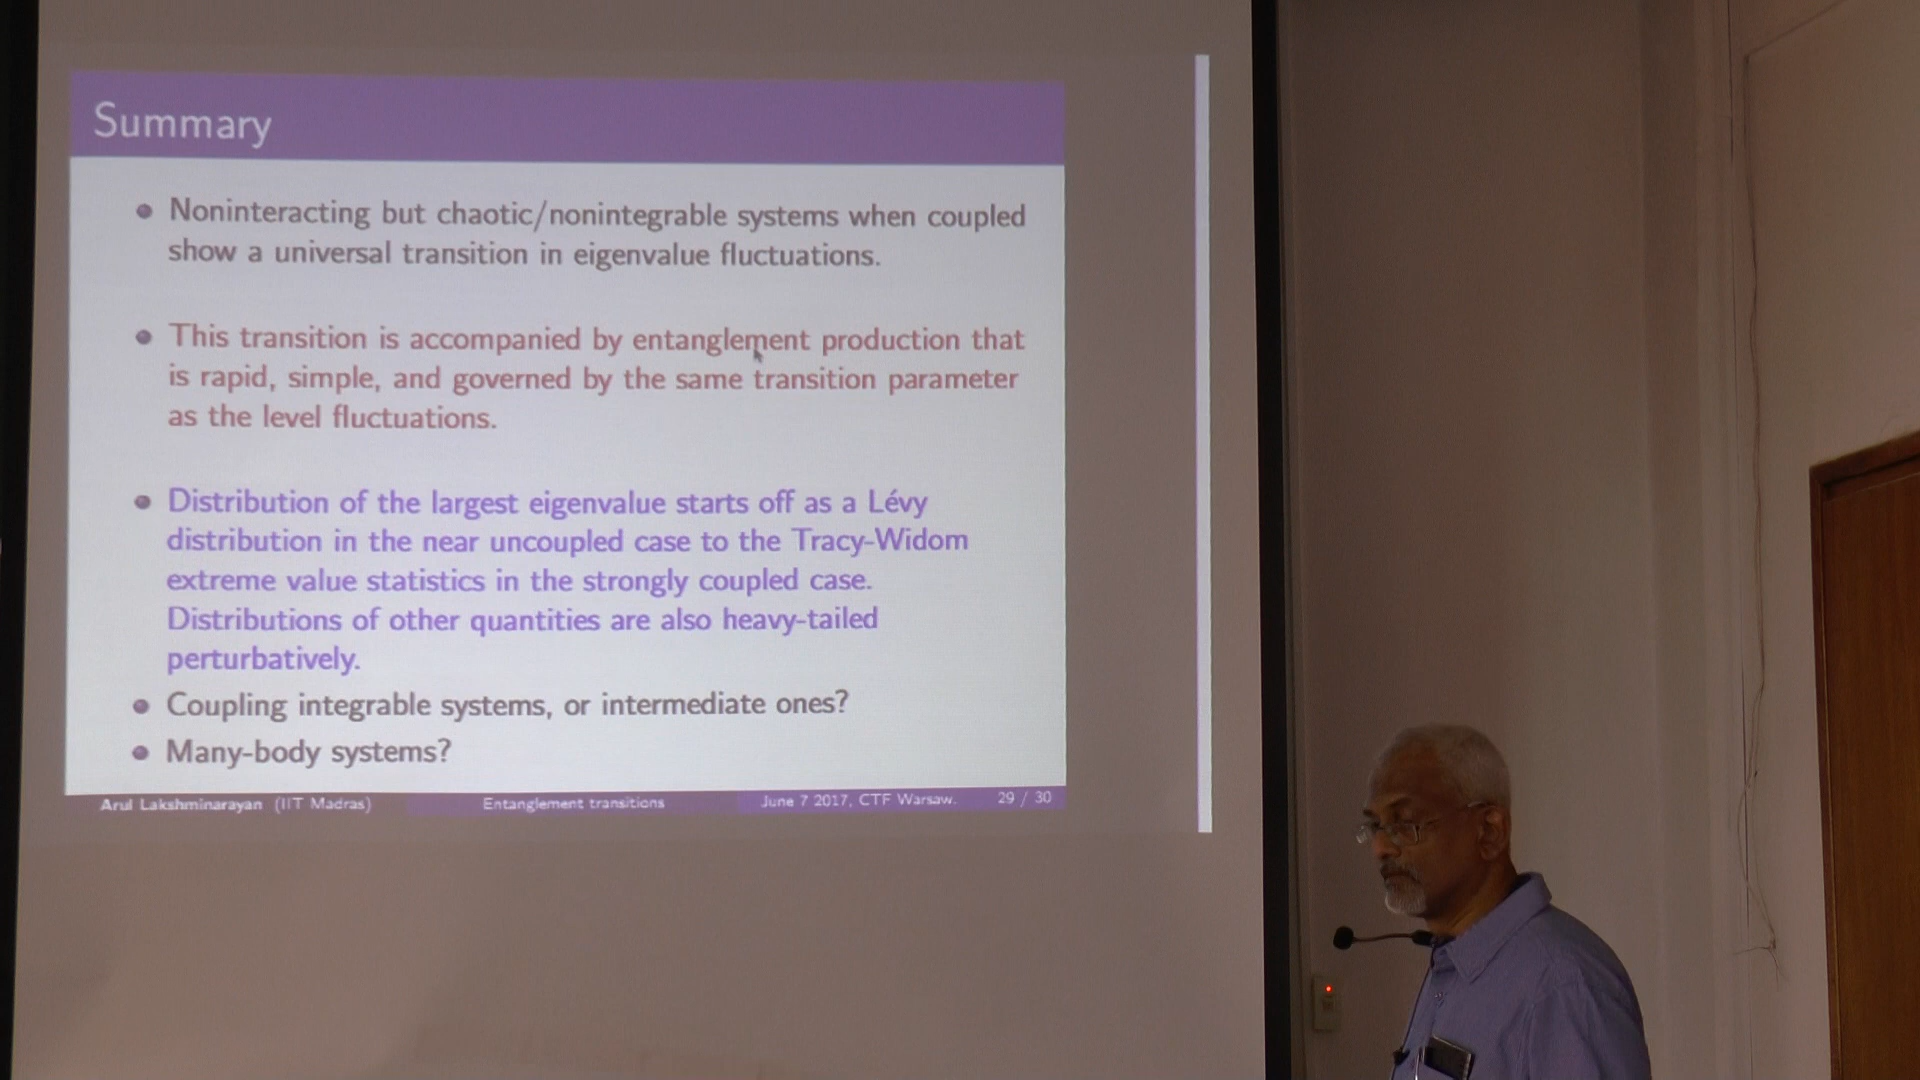 Summary
Noninteracting but chaotic/nonintegrable systems when coupled
show a universal transition in eigenvalue fluctuations.
This transition is accompanied by entanglement production that
is rapid, simple, and governed by the same transition parameter
as the level fluctuations.
Distribution of the largest eigenvalue starts off as a Lévy
distribution in the near uncoupled case to the Tracy-Widom
extreme value statistics in the strongly coupled case.
Distributions of other quantities are also heavy-tailed
perturbatively.
Coupling integrable systems, or intermediate ones?
Many-body systems?
Arul Lakshminarayan (IIT Madras) Entanglement transitions June 7 2017, CTF Warsaw. 29 / 30